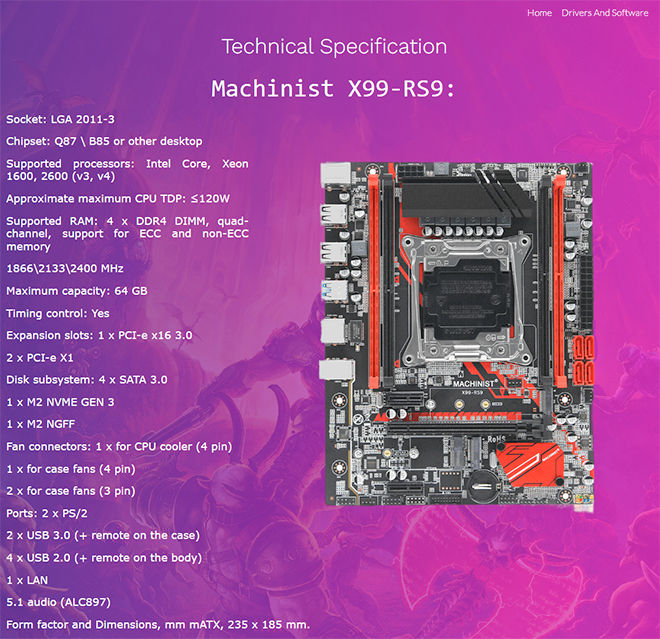 Home Drivers And Software
Technical Specification
Machinist X99-RS9:
Socket: LGA 2011-3
Chipset: Q87 \ B85 or other desktop
Supported processors: Intel Core, Xeon
1600, 2600 (v3, v4)
Approximate maximum CPU TDP: ≤120W
Supported RAM: 4 x DDR4 DIMM, quad-
channel, support for ECC and non-ECC
memory
1866\2133\2400 MHz
Maximum capacity: 64 GB
Timing control: Yes
Expansion slots: 1 x PCI-e x16 3.0
2 x PCI-e X1
Disk subsystem: 4 x SATA 3.0
1 x M2 NVME GEN 3
1 x M2 NGFF
Fan connectors: 1 x for CPU cooler (4 pin)
1 x for case fans (4 pin)
2 x for case fans (3 pin)
Ports: 2 x PS/2
2 x USB 3.0 (+ remote on the case)
4 x USB 2.0 (+ remote on the body)
1 x LAN
5.1 audio (ALC897)
Form factor and Dimensions, mm mATX, 235 x 185 mm.
MACHINIST
X99-RS9
RoHS